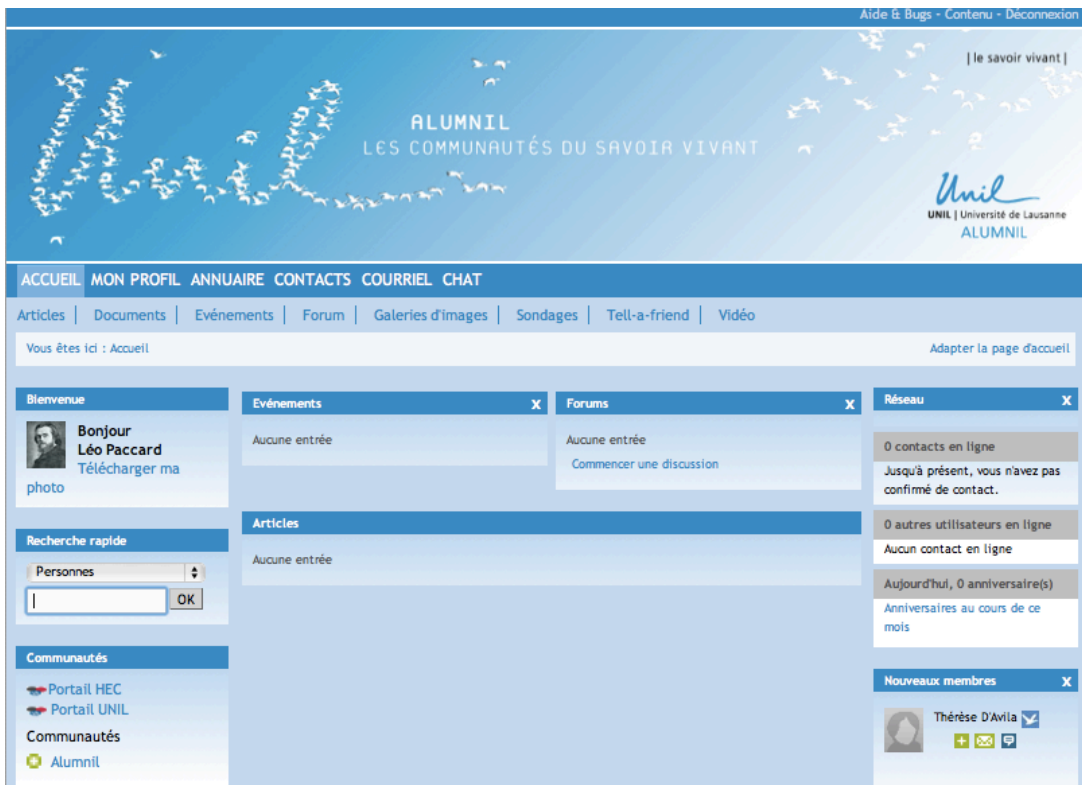 Aide & Bugs - Contenu - Déconnexion
| le savoir vivant |
Unil
ALUMNIL
LES COMMUNAUTÉS DU SAVOIR VIVANT
Unil
UNIL | Université de Lausanne
ALUMNIL
ACCUEIL MON PROFIL ANNUAIRE CONTACTS COURRIEL CHAT
Articles | Documents | Evénements | Forum | Galeries d'images | Sondages | Tell-a-friend | Vidéo
Vous êtes ici : Accueil
Adapter la page d'accueil
Bienvenue
Bonjour
Léo Paccard
Télécharger ma
photo
Recherche rapide
Personnes
OK
Communautés
Portail HEC
Portail UNIL
Communautés
Alumnil
Evénements X
Aucune entrée
Forums X
Aucune entrée
Commencer une discussion
Articles
Aucune entrée
Réseau X
0 contacts en ligne
Jusqu'à présent, vous n'avez pas
confirmé de contact.
0 autres utilisateurs en ligne
Aucun contact en ligne
Aujourd'hui, 0 anniversaire(s)
Anniversaires au cours de ce
mois
Nouveaux membres X
Thérèse D'Avila